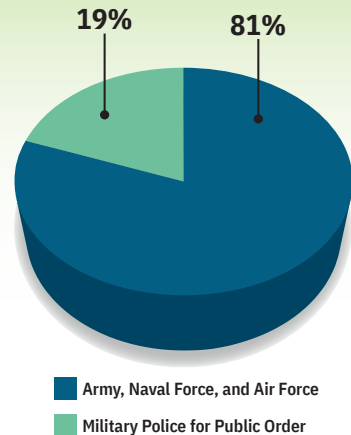 19%
81%
Army, Naval Force, and Air Force
Military Police for Public Order